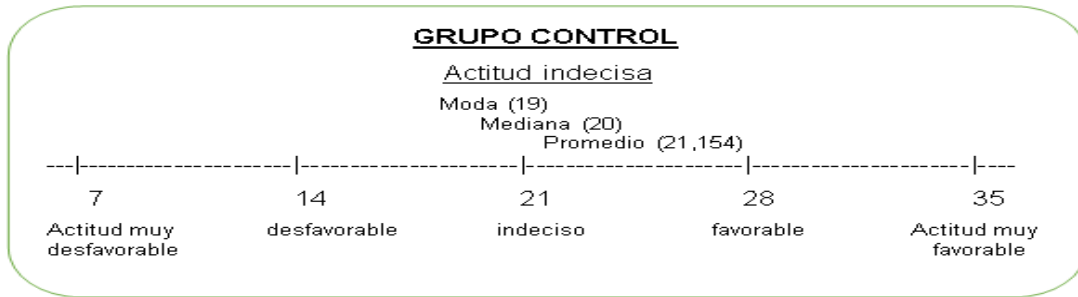 GRUPO CONTROL
Actitud indecisa
Moda (19)
Mediana (20)
Promedio (21,154)
---|-----------------------|------------------------|------------------------|------------------------|----
7 14 21 28 35
Actitud muy desfavorable indeciso favorable Actitud muy
desfavorable favorable